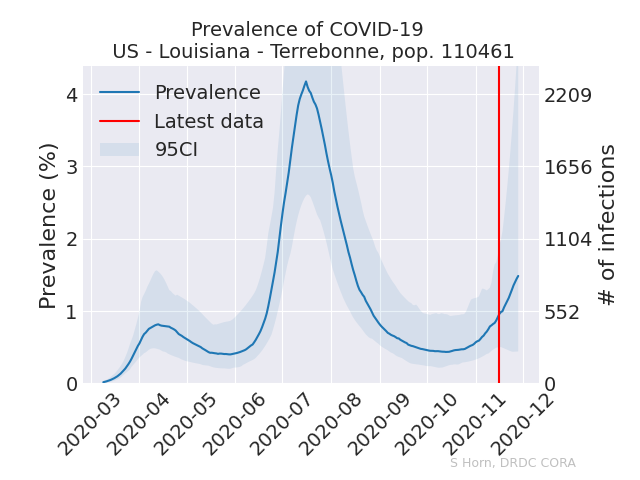 Prevalence of COVID-19
US - Louisiana - Terrebonne, pop. 110461
Prevalence
Latest data
95CI
Prevalence (%)
4
3
2
1
0
2209
1656
1104
552
0
# of infections
2020-03
2020-04
2020-05
2020-06
2020-07
2020-08
2020-09
2020-10
2020-11
2020-12
S Horn, DRDC CORA